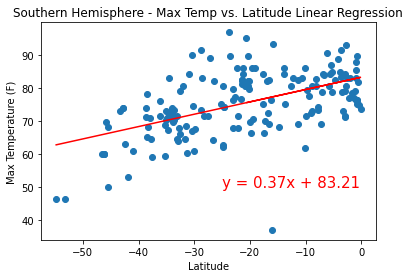 Southern Hemisphere - Max Temp vs. Latitude Linear Regression
Max Temperature (F)
90
80
70
60
50
40
y = 0.37x + 83.21
−50 −40 −30 −20 −10 0
Latitude